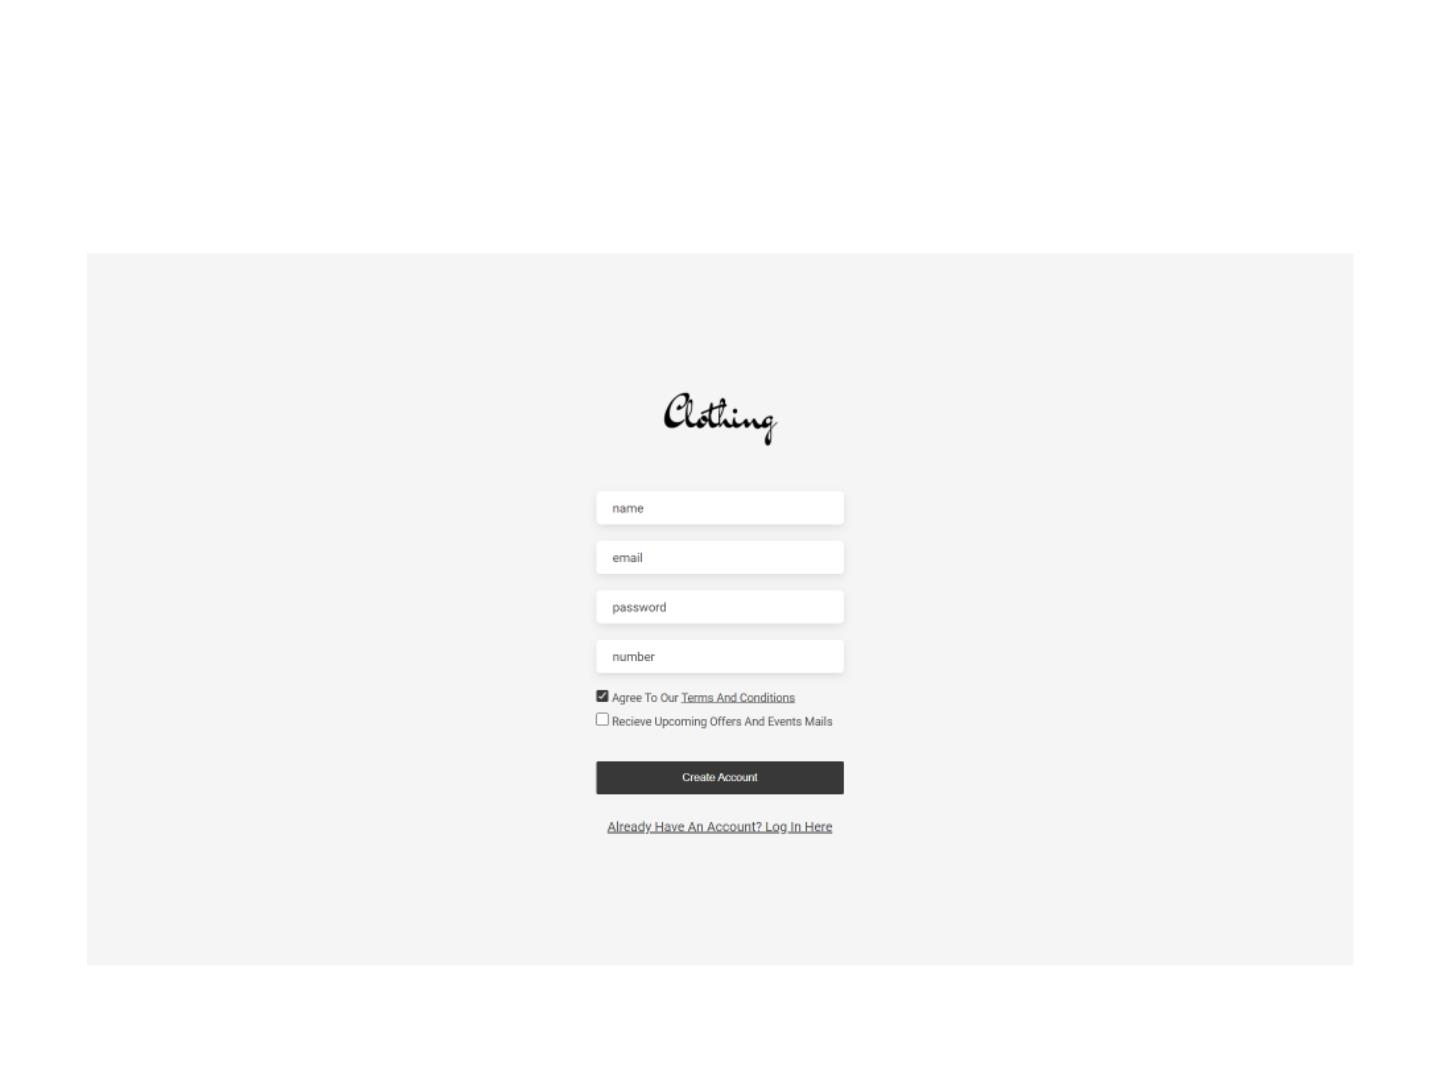 Clothing
name
email
password
number
Agree To Our Terms And Conditions
Recieve Upcoming Offers And Events Mails
Create Account
Already Have An Account? Log In Here